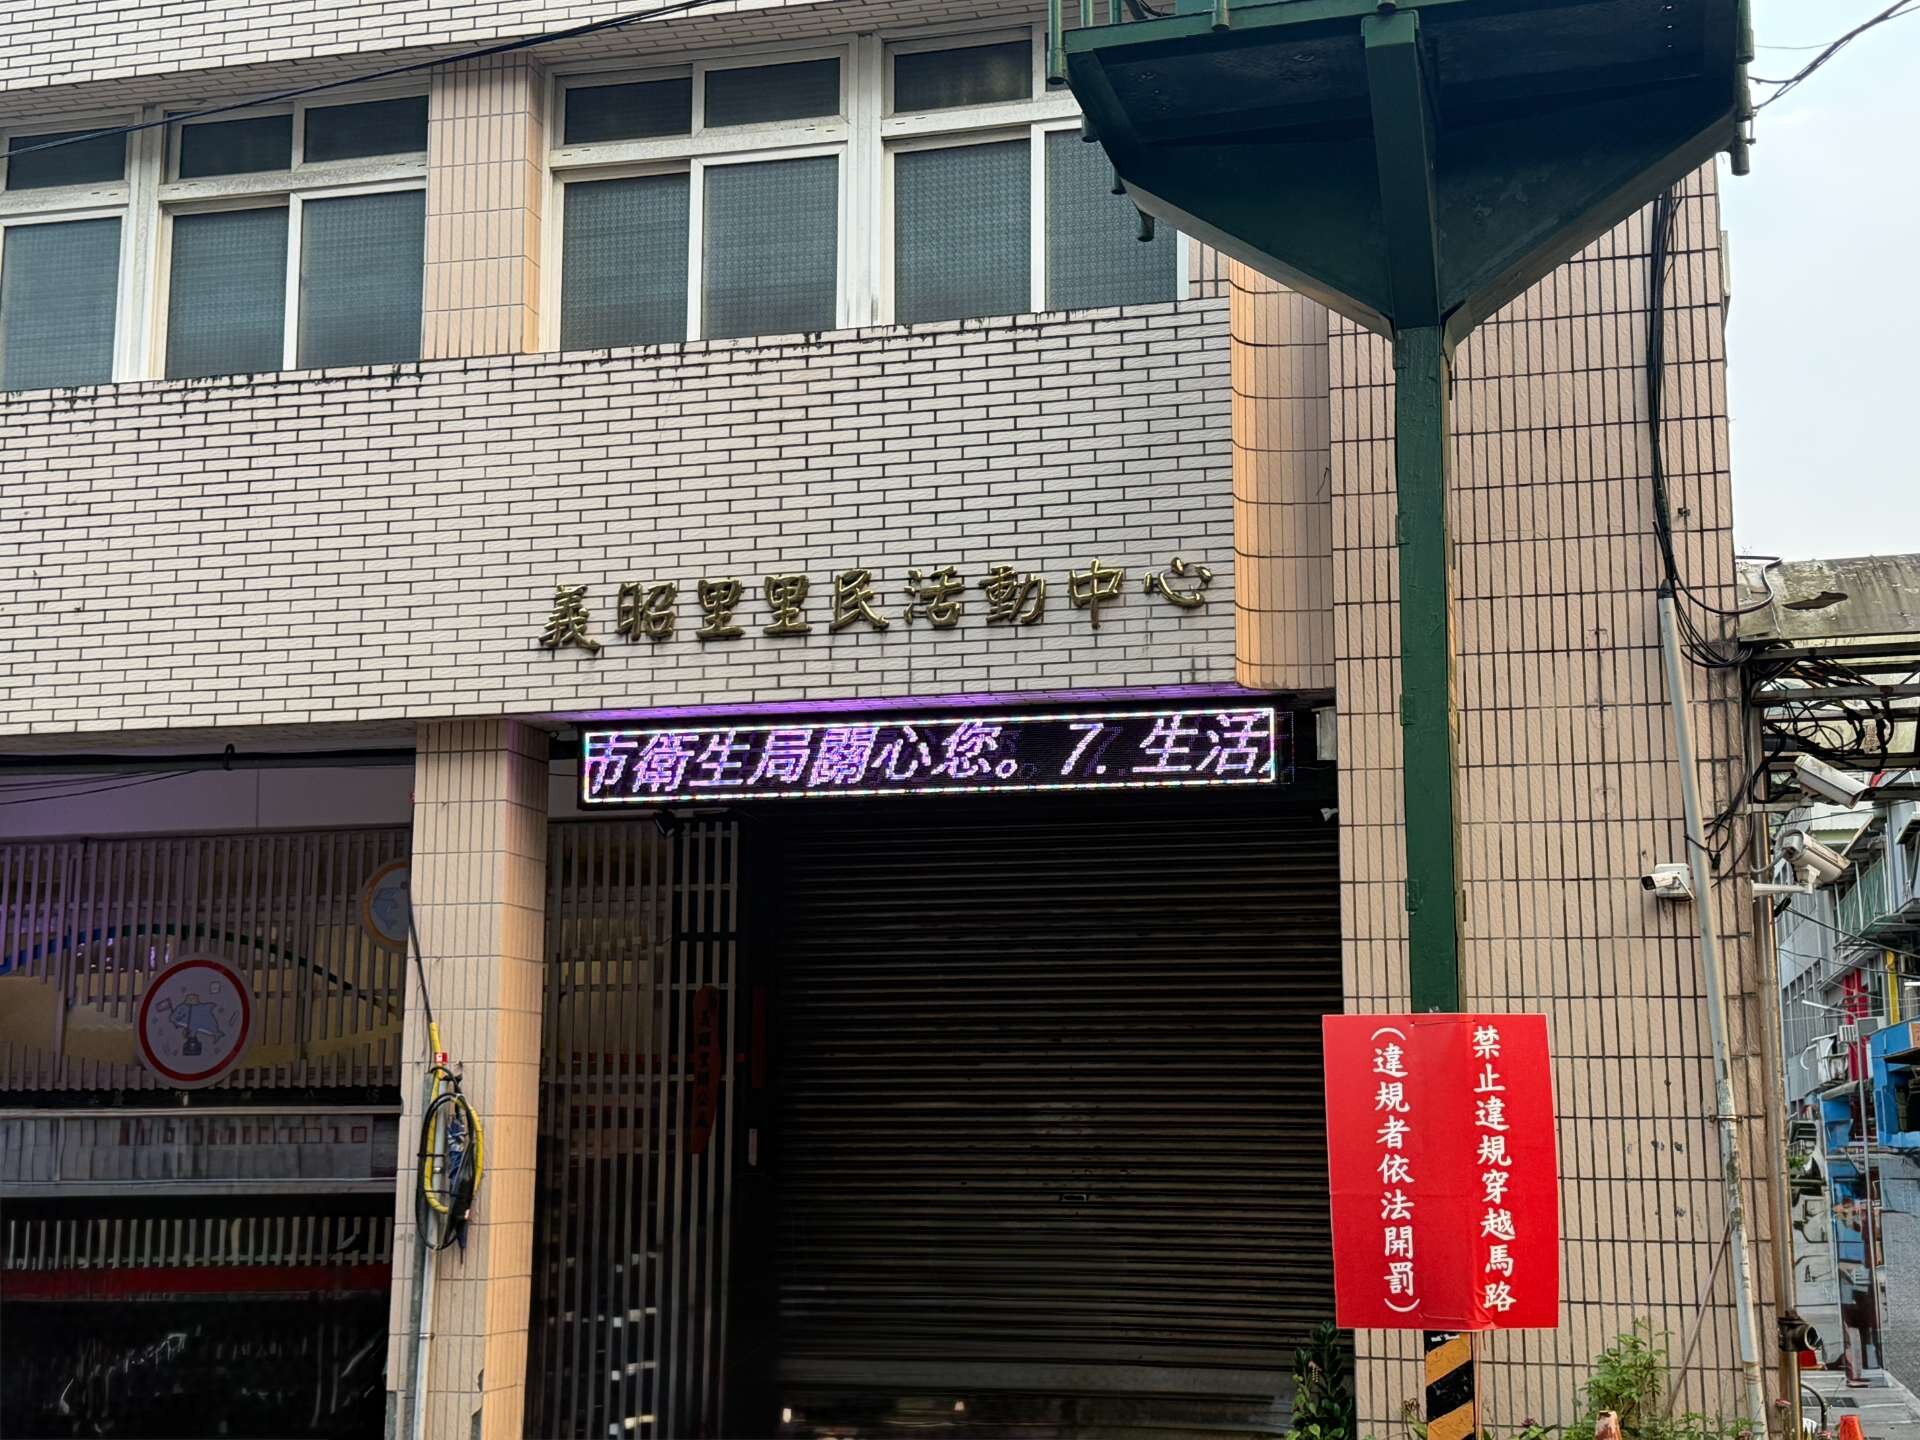 義昭里里民活動中心
市衛生局關心您。7.生活
禁止違規穿越馬路
(違規者依法開罰)